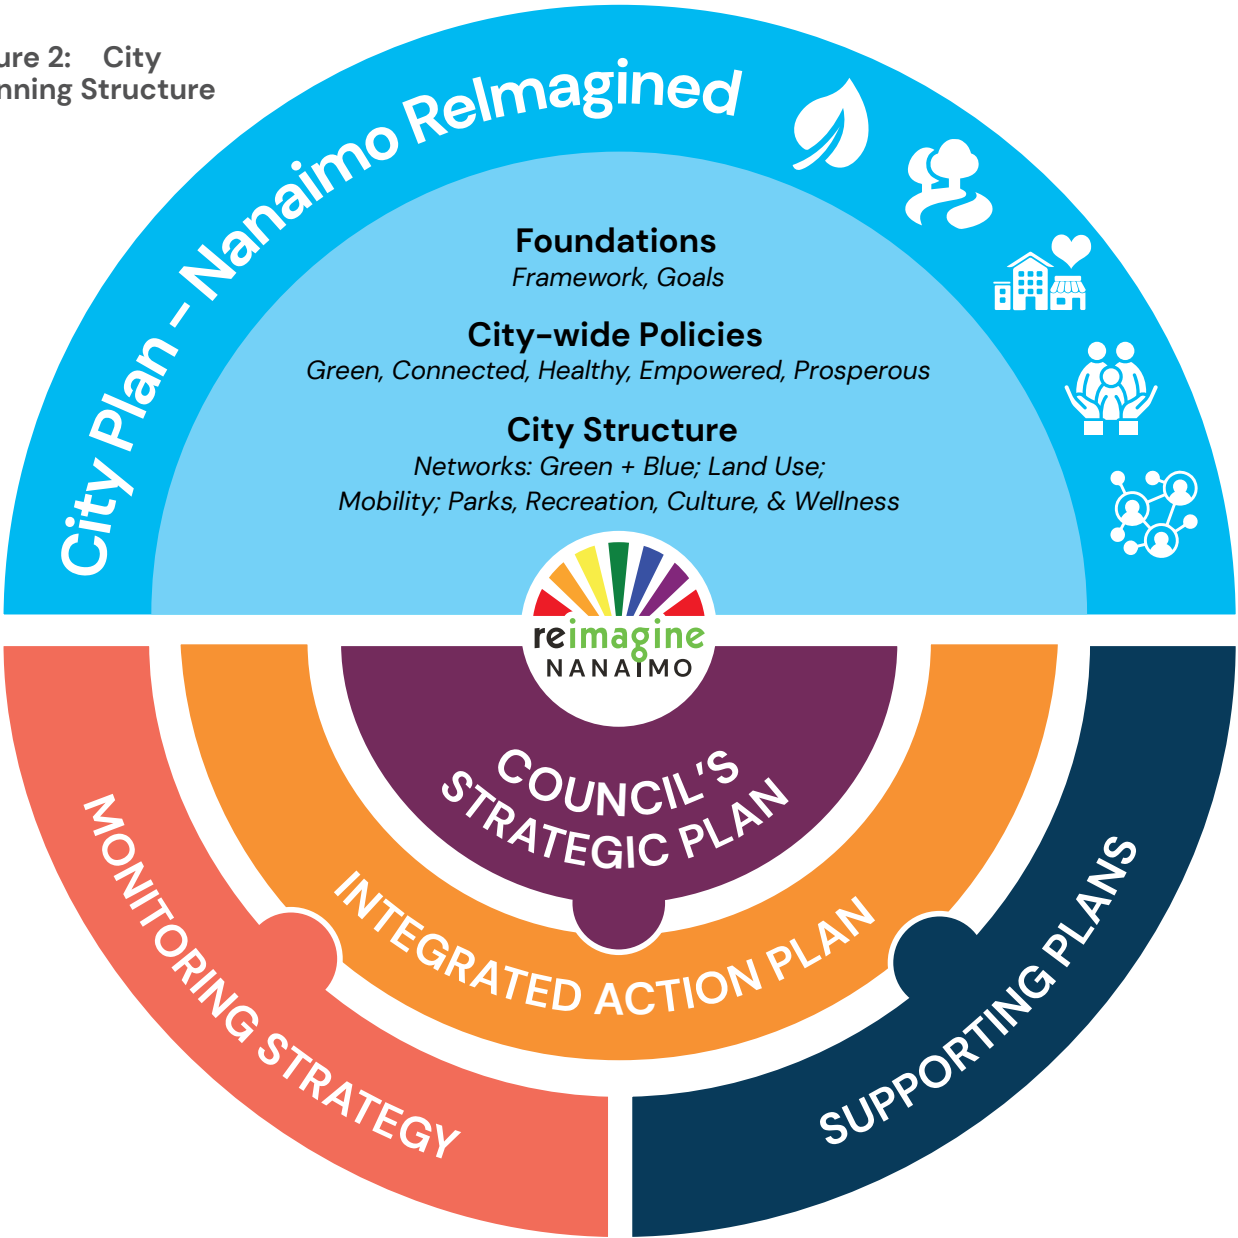 ure 2: City
nning Structure
City Plan – Nanaimo ReImagined
Foundations
Framework, Goals
City-wide Policies
Green, Connected, Healthy, Empowered, Prosperous
City Structure
Networks: Green + Blue; Land Use;
Mobility; Parks, Recreation, Culture, & Wellness
reimagine
NANAIMO
COUNCIL'S
STRATEGIC PLAN
INTEGRATED ACTION PLAN
MONITORING STRATEGY
SUPPORTING PLANS